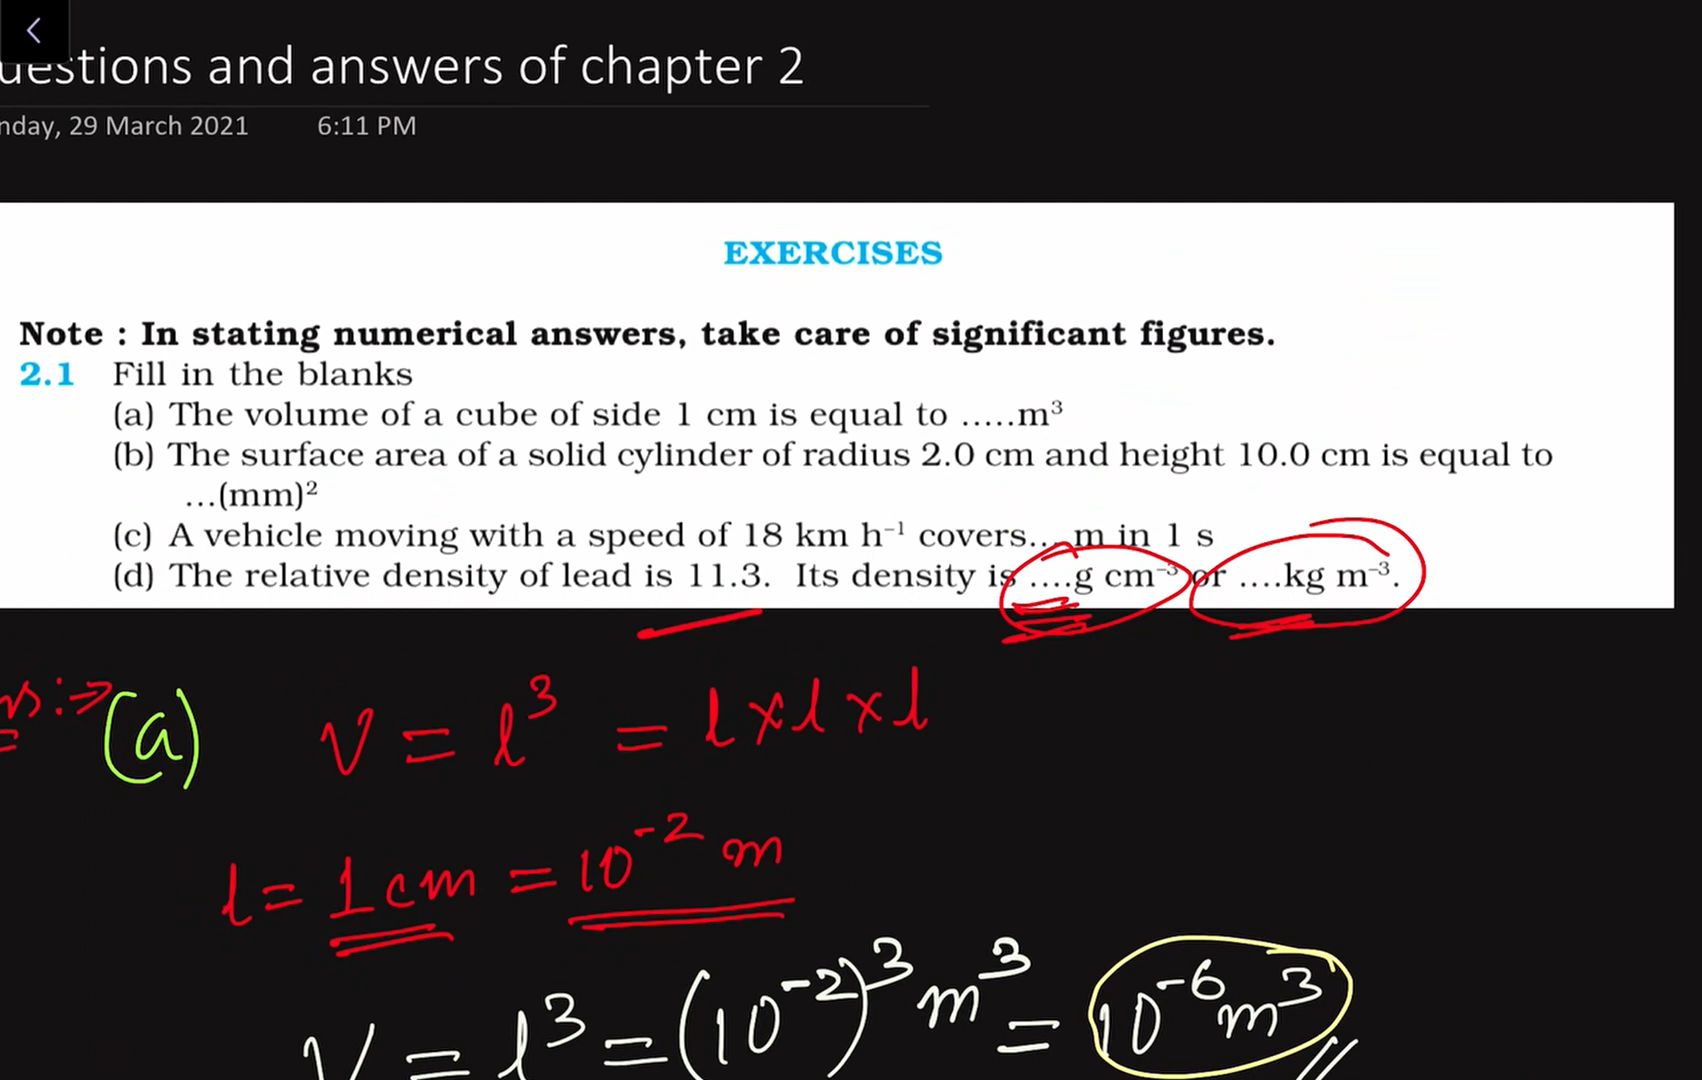 uestions and answers of chapter 2
nday, 29 March 2021 6:11 PM
EXERCISES
Note : In stating numerical answers, take care of significant figures.
2.1 Fill in the blanks
(a) The volume of a cube of side 1 cm is equal to .....m³
(b) The surface area of a solid cylinder of radius 2.0 cm and height 10.0 cm is equal to
...(mm)²
(c) A vehicle moving with a speed of 18 km h⁻¹ covers....m in 1 s
(d) The relative density of lead is 11.3. Its density is ....g cm⁻³ or ....kg m⁻³.
ns :⇒ (a) V = l³ = l×l×l
l = 1 cm = 10⁻² m
V = l³ = (10⁻²)³ m³ = 10⁻⁶ m³